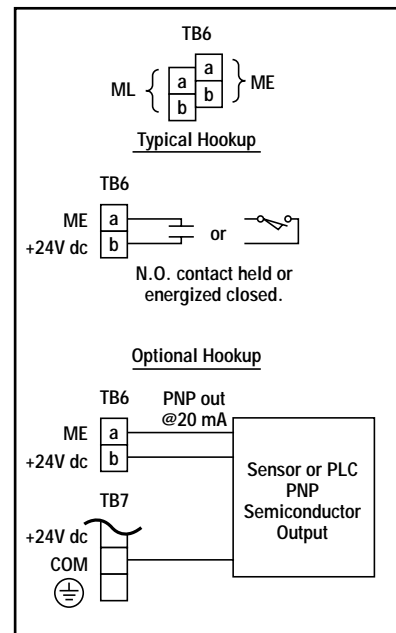 TB6
a
ML { a b } ME
b
Typical Hookup
TB6
ME a
+24V dc b
or
N.O. contact held or
energized closed.
Optional Hookup
TB6 PNP out
@20 mA
ME a
+24V dc b
Sensor or PLC
PNP
Semiconductor
Output
TB7
+24V dc
COM